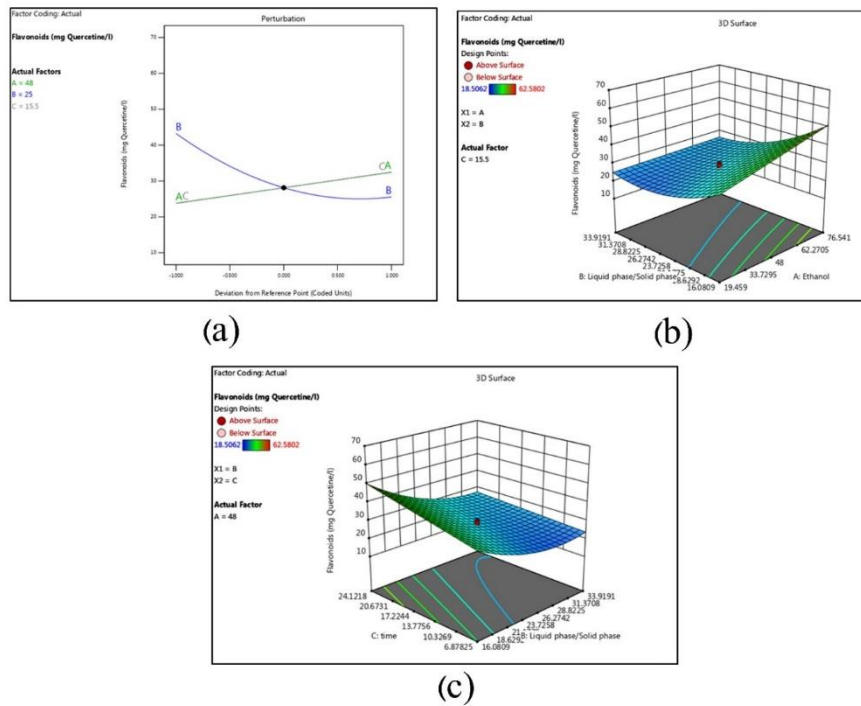 Factor Coding: Actual
Perturbation
Flavonoids (mg Quercetine/l)
Actual Factors
A = 48
B = 25
C = 15.5
Flavonoids (mg Quercetine/l)
70
60
50
40
30
20
10
B
CA
AC
B
-1.000
-0.500
0.000
0.500
1.000
Deviation from Reference Point (Coded Units)
(a)
Factor Coding: Actual
3D Surface
Flavonoids (mg Quercetine/l)
Design Points:
Above Surface
Below Surface
18.5062 62.5802
X1 = A
X2 = B
Actual Factor
C = 15.5
Flavonoids (mg Quercetine/l)
70
60
50
40
30
20
10
33.9191
31.3708
28.8225
26.2742
23.7258
18.6292
16.0809
B: Liquid phase/Solid phase
76.541
62.2705
48
33.7295
19.459
A: Ethanol
(b)
Factor Coding: Actual
3D Surface
Flavonoids (mg Quercetine/l)
Design Points:
Above Surface
Below Surface
18.5062 62.5802
X1 = B
X2 = C
Actual Factor
A = 48
Flavonoids (mg Quercetine/l)
70
60
50
40
30
20
10
24.1218
20.6731
17.2244
13.7756
10.3269
6.87825
C: time
33.9191
31.3708
28.8225
26.2742
23.7258
16.0809
B: Liquid phase/Solid phase
(c)